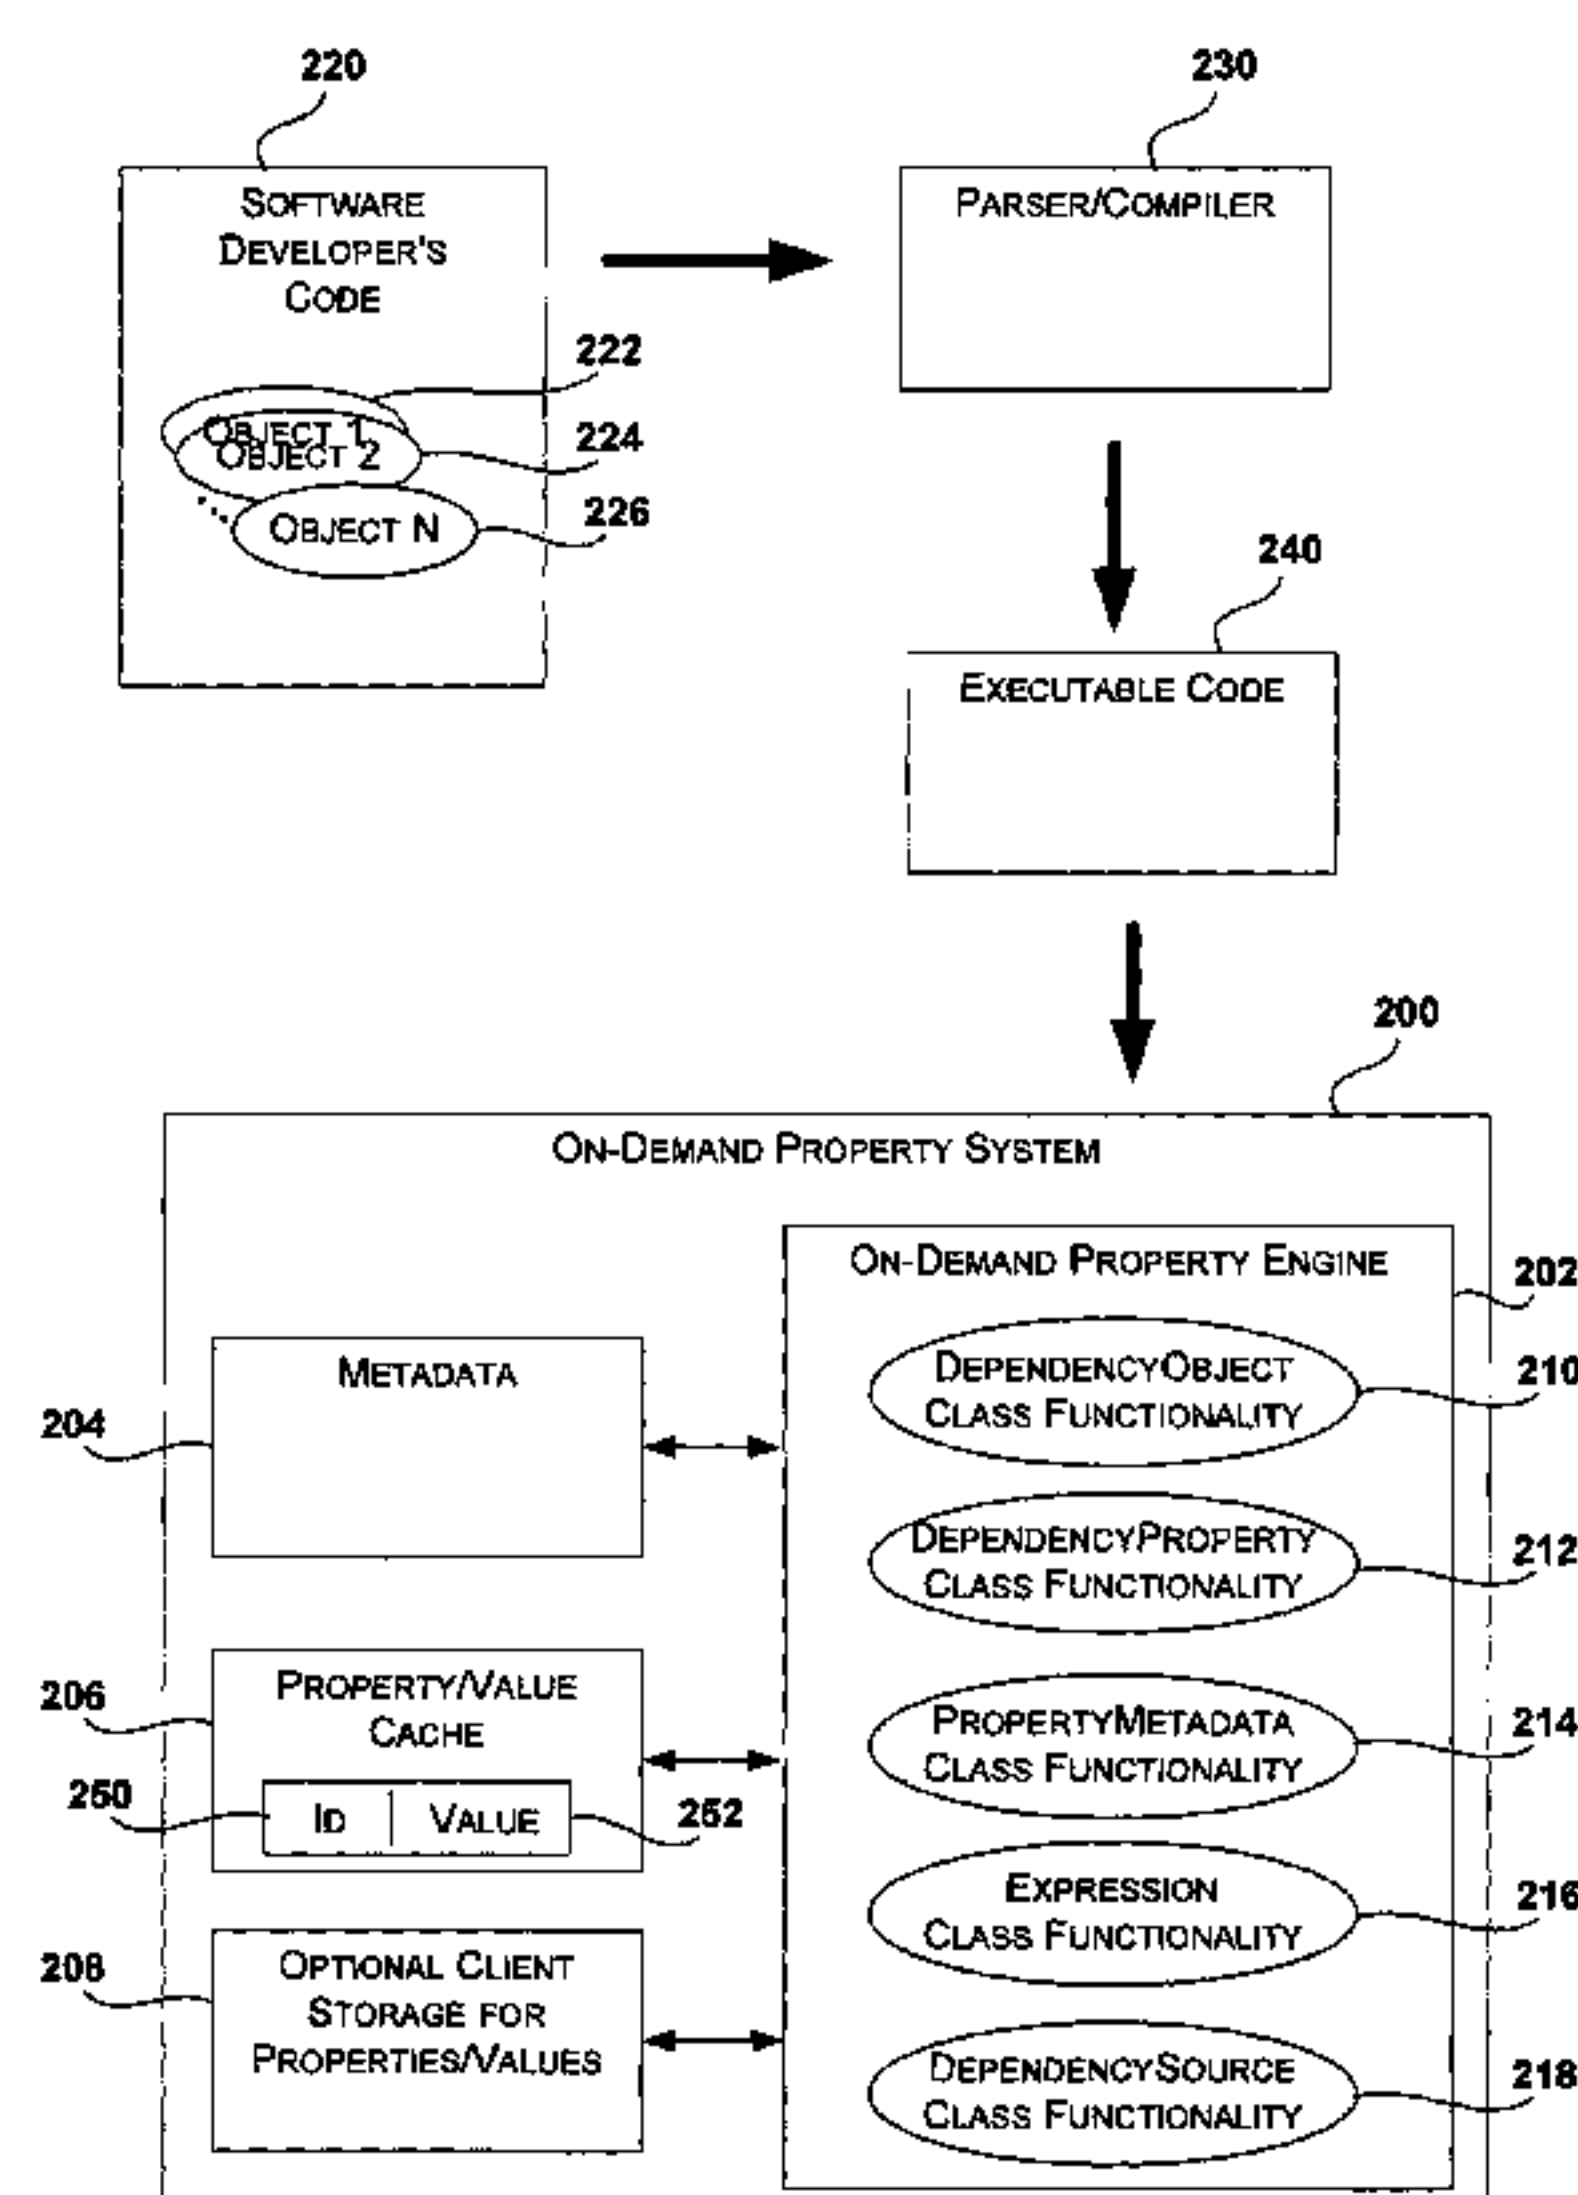 220
230
SOFTWARE
DEVELOPER'S
CODE
PARSER/COMPILER
222
OBJECT 1
224
OBJECT 2
226
OBJECT N
240
EXECUTABLE CODE
200
ON-DEMAND PROPERTY SYSTEM
ON-DEMAND PROPERTY ENGINE
202
METADATA
204
DEPENDENCYOBJECT
CLASS FUNCTIONALITY
210
DEPENDENCYPROPERTY
CLASS FUNCTIONALITY
212
206
PROPERTY/VALUE
CACHE
250
ID
VALUE
252
PROPERTYMETADATA
CLASS FUNCTIONALITY
214
EXPRESSION
CLASS FUNCTIONALITY
216
208
OPTIONAL CLIENT
STORAGE FOR
PROPERTIES/VALUES
DEPENDENCYSOURCE
CLASS FUNCTIONALITY
218